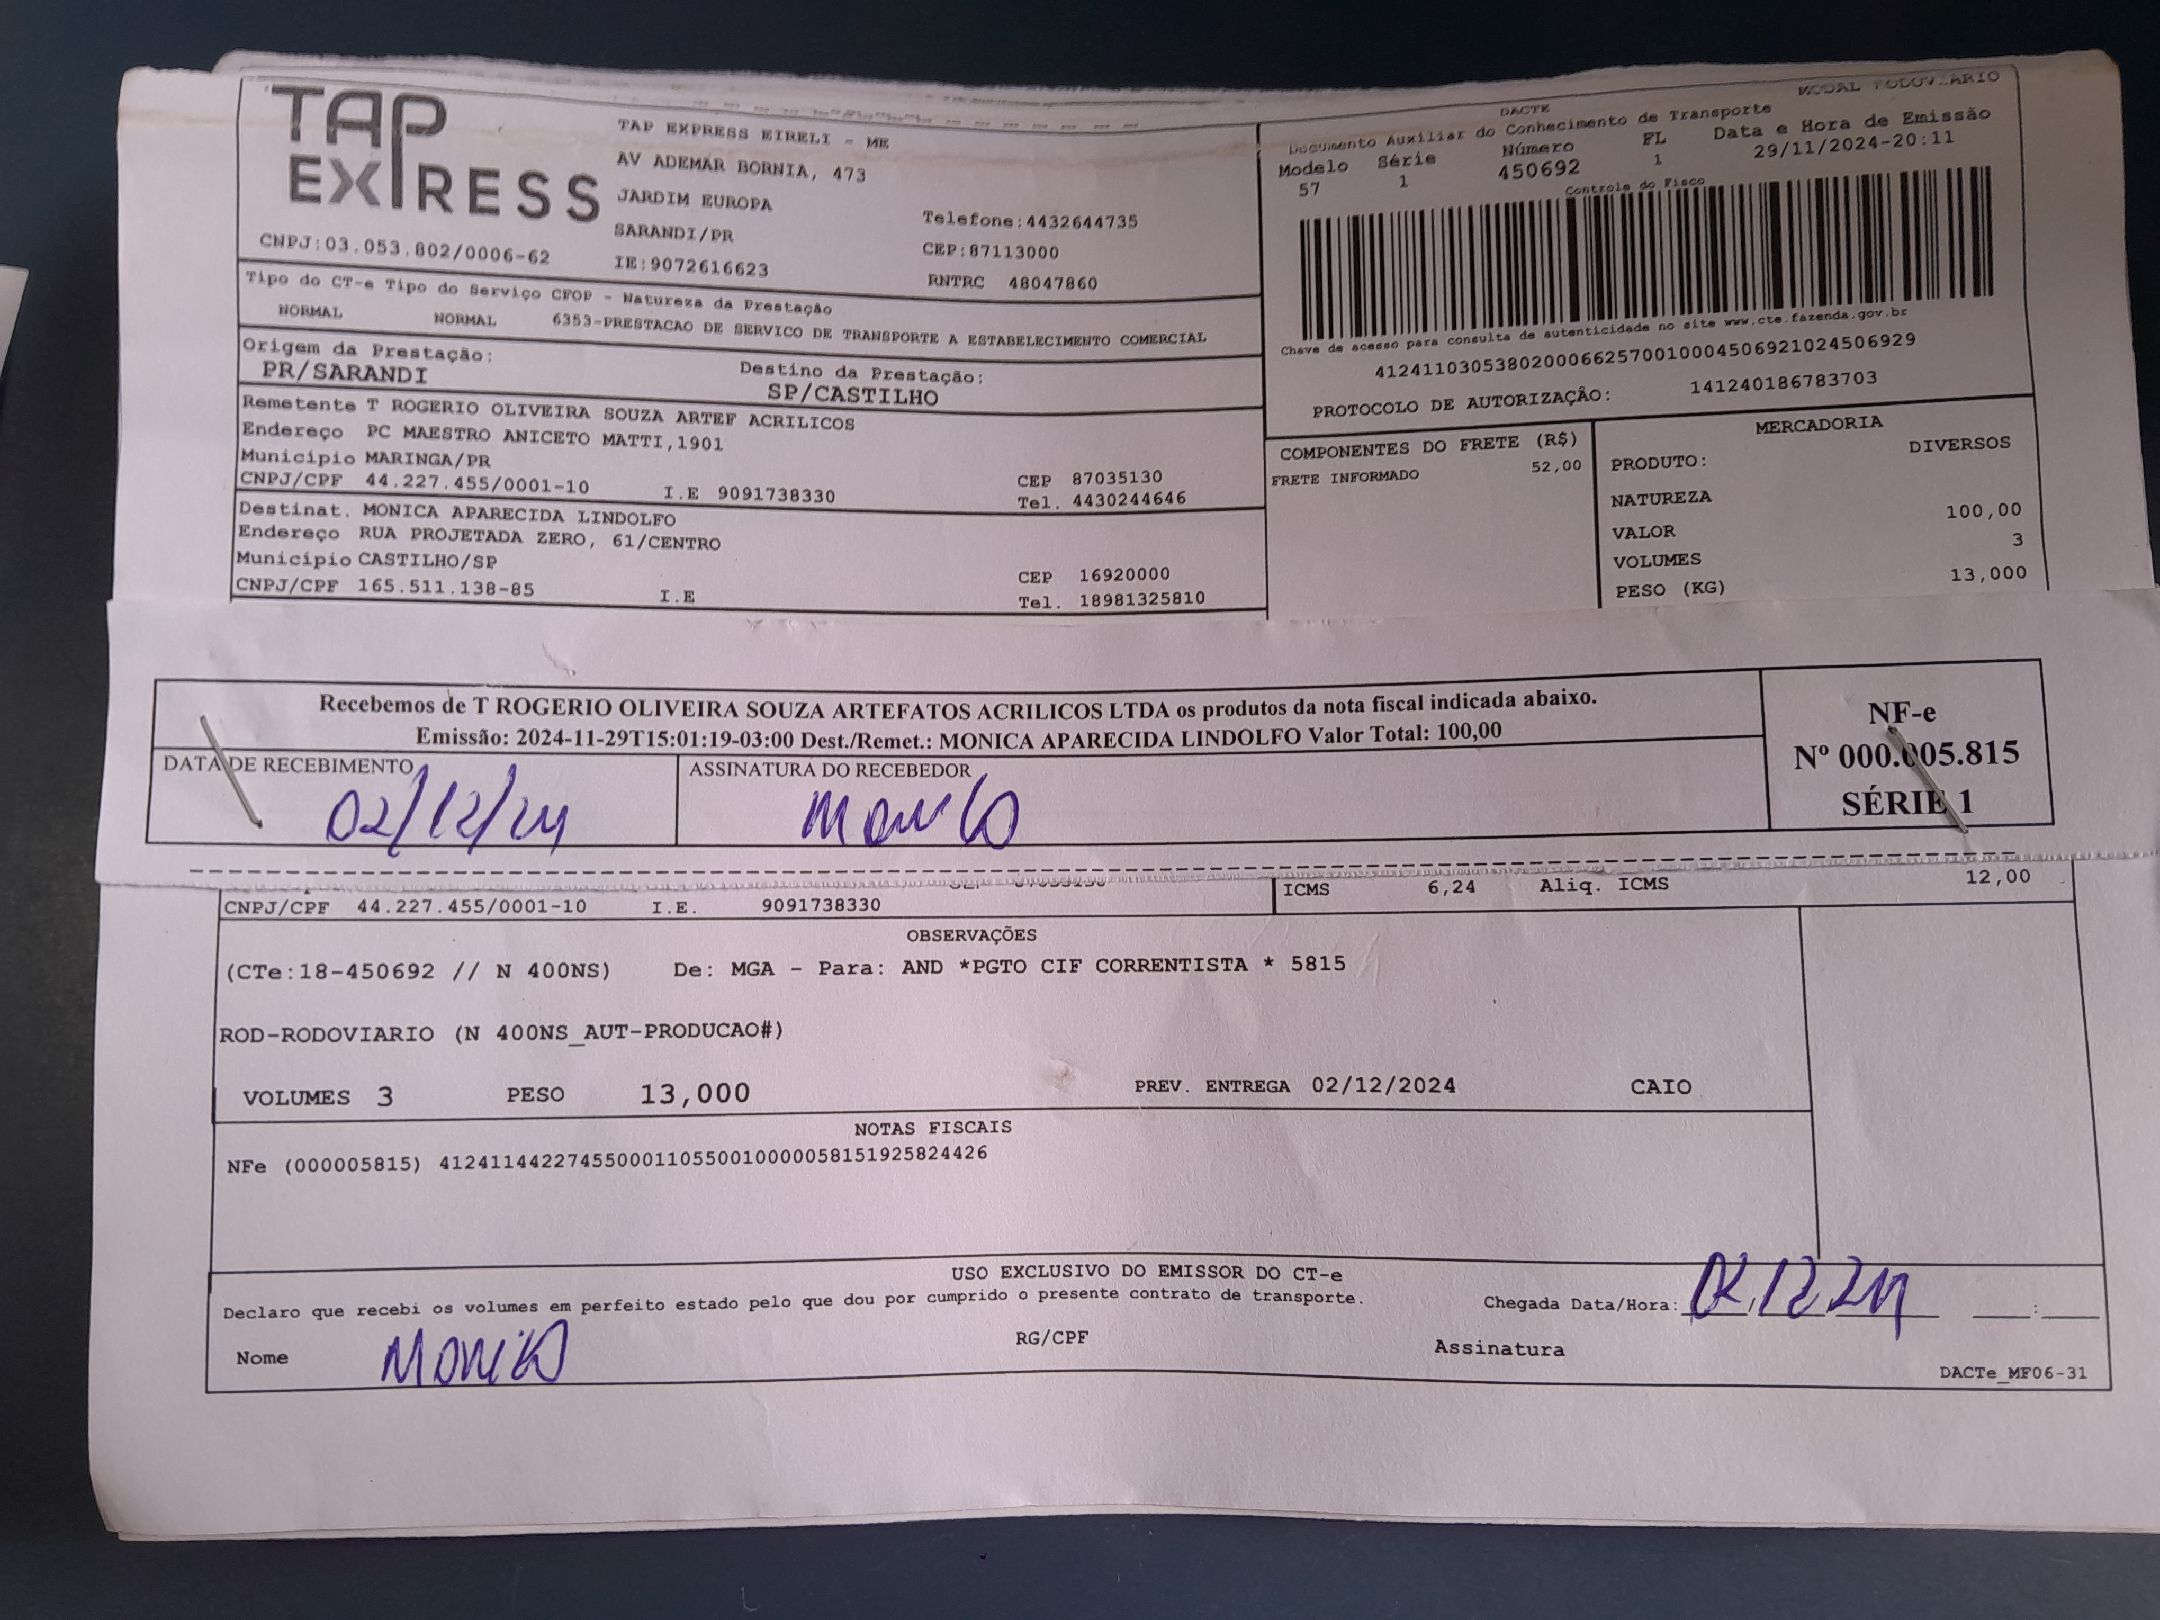 TAP
EXPRESS
TAP EXPRESS EIRELI - ME
AV ADEMAR BORNIA, 473
JARDIM EUROPA
SARANDI/PR
IE:9072616623
Telefone:4432644735
CEP:87113000
RNTRC 48047860
CNPJ:03.053.802/0006-62
MODAL RODOVIARIO
DACTE
Documento Auxiliar do Conhecimento de Transporte
Modelo Série Número FL Data e Hora de Emissão
57 1 450692 1 29/11/2024-20:11
Controle do Fisco
Chave de acesso para consulta de autenticidade no site www.cte.fazenda.gov.br
41241103053802000662570010004506921024506929
PROTOCOLO DE AUTORIZAÇÂO: 141240186783703
Tipo do CT-e Tipo do Serviço CFOP - Natureza da Prestação
NORMAL NORMAL 6353-PRESTACAO DE SERVICO DE TRANSPORTE A ESTABELECIMENTO COMERCIAL
Origem da Prestação: Destino da Prestação:
PR/SARANDI SP/CASTILHO
Remetente T ROGERIO OLIVEIRA SOUZA ARTEF ACRILICOS
Endereço PC MAESTRO ANICETO MATTI,1901
Município MARINGA/PR CEP 87035130
CNPJ/CPF 44.227.455/0001-10 I.E 9091738330 Tel. 4430244646
Destinat. MONICA APARECIDA LINDOLFO
Endereço RUA PROJETADA ZERO, 61/CENTRO
Município CASTILHO/SP CEP 16920000
CNPJ/CPF 165.511.138-85 I.E Tel. 18981325810
COMPONENTES DO FRETE (R$)
FRETE INFORMADO 52,00
MERCADORIA
PRODUTO: DIVERSOS
NATUREZA
VALOR 100,00
VOLUMES 3
PESO (KG) 13,000
Recebemos de T ROGERIO OLIVEIRA SOUZA ARTEFATOS ACRILICOS LTDA os produtos da nota fiscal indicada abaixo.
Emissão: 2024-11-29T15:01:19-03:00 Dest./Remet.: MONICA APARECIDA LINDOLFO Valor Total: 100,00
DATA DE RECEBIMENTO
02/12/24
ASSINATURA DO RECEBEDOR
NF-e
Nº 000.005.815
SÉRIE 1
CNPJ/CPF 44.227.455/0001-10 I.E. 9091738330
ICMS 6,24 Aliq. ICMS 12,00
OBSERVAÇÕES
(CTe:18-450692 // N 400NS) De: MGA - Para: AND *PGTO CIF CORRENTISTA * 5815
ROD-RODOVIARIO (N 400NS_AUT-PRODUCAO#)
VOLUMES 3 PESO 13,000 PREV. ENTREGA 02/12/2024 CAIO
NOTAS FISCAIS
NFe (000005815) 41241144227455000110550010000058151925824426
USO EXCLUSIVO DO EMISSOR DO CT-e
Declaro que recebi os volumes em perfeito estado pelo que dou por cumprido o presente contrato de transporte.
Chegada Data/Hora:
Nome RG/CPF Assinatura
DACTe_MF06-31